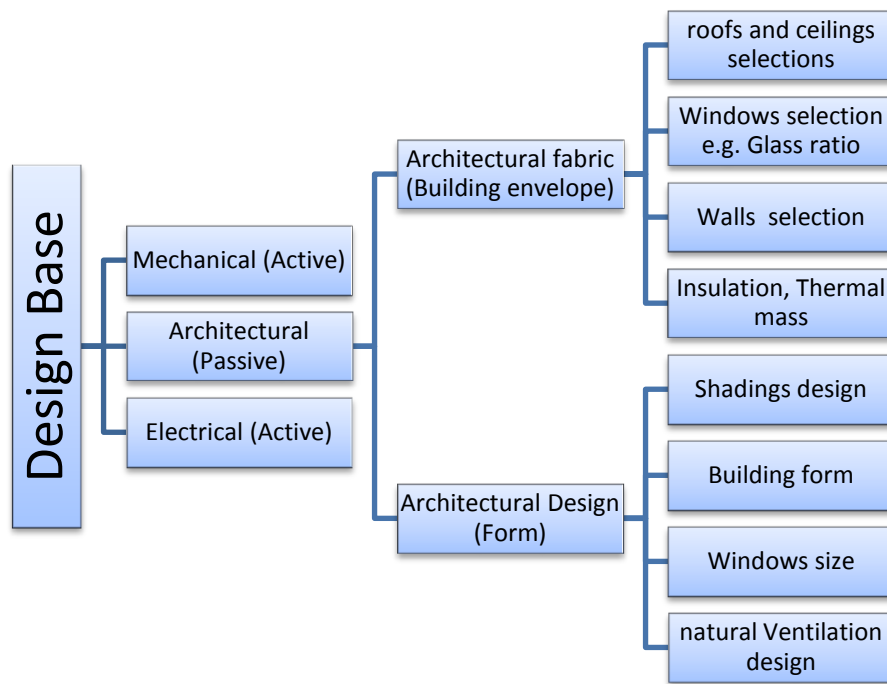 Design Base
Mechanical (Active)
Architectural
(Passive)
Electrical (Active)
Architectural fabric
(Building envelope)
Architectural Design
(Form)
roofs and ceilings
selections
Windows selection
e.g. Glass ratio
Walls  selection
Insulation, Thermal
mass
Shadings design
Building form
Windows size
natural Ventilation
design